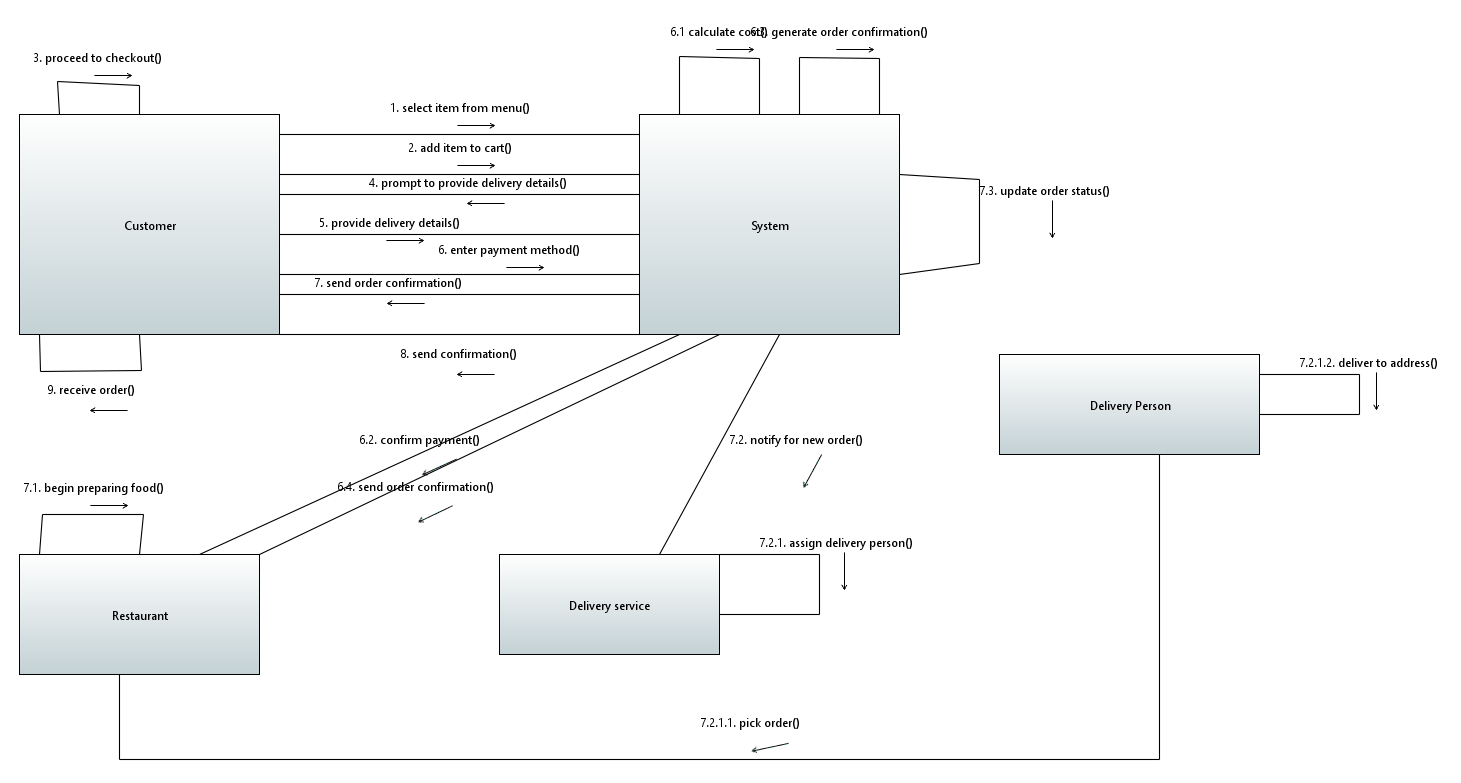 6.1 calculate cost()
6.3. generate order confirmation()
3. proceed to checkout()
1. select item from menu()
2. add item to cart()
4. prompt to provide delivery details()
7.3. update order status()
5. provide delivery details()
Customer
System
6. enter payment method()
7. send order confirmation()
8. send confirmation()
7.2.1.2. deliver to address()
9. receive order()
Delivery Person
6.2. confirm payment()
7.2. notify for new order()
7.1. begin preparing food()
6.4. send order confirmation()
7.2.1. assign delivery person()
Delivery service
Restaurant
7.2.1.1. pick order()